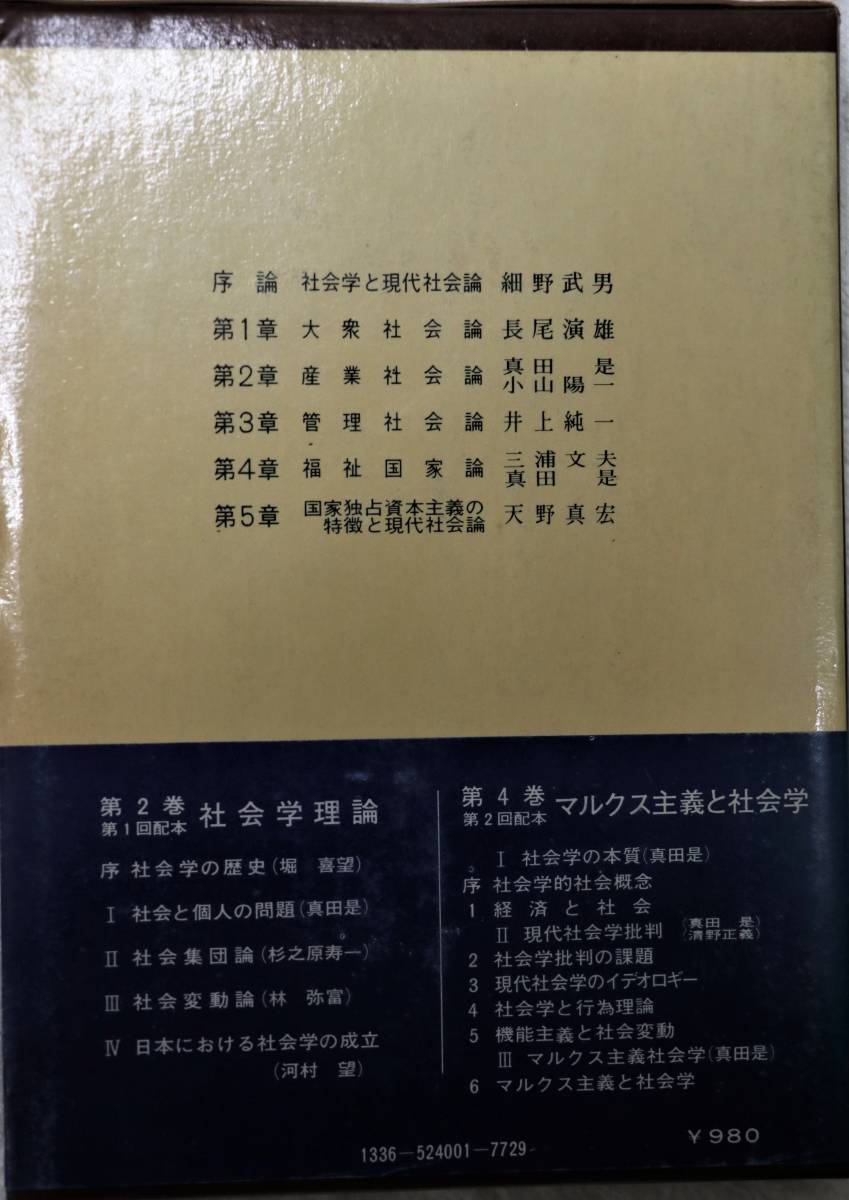 序論 社会学と現代社会論 細野武男
第1章 大衆社会論 長尾演雄
第2章 産業社会論 真田是
小山陽一
第3章 管理社会論 井上純一
第4章 福祉国家論 三浦文夫
真田是
第5章 国家独占資本主義の
特徴と現代社会論 天野真宏
第2巻
第1回配本 社会学理論
序 社会学の歴史(堀 喜望)
Ⅰ 社会と個人の問題(真田是)
Ⅱ 社会集団論(杉之原寿一)
Ⅲ 社会変動論(林 弥富)
Ⅳ 日本における社会学の成立
(河村 望)
第4巻
第2回配本 マルクス主義と社会学
Ⅰ 社会学の本質(真田是)
序 社会学的社会概念
1 経済と社会
Ⅱ 現代社会学批判 (真田 是)
(清野正義)
2 社会学批判の課題
3 現代社会学のイデオロギー
4 社会学と行為理論
5 機能主義と社会変動
Ⅲ マルクス主義社会学(真田是)
6 マルクス主義と社会学
¥980
1336-524001-7729